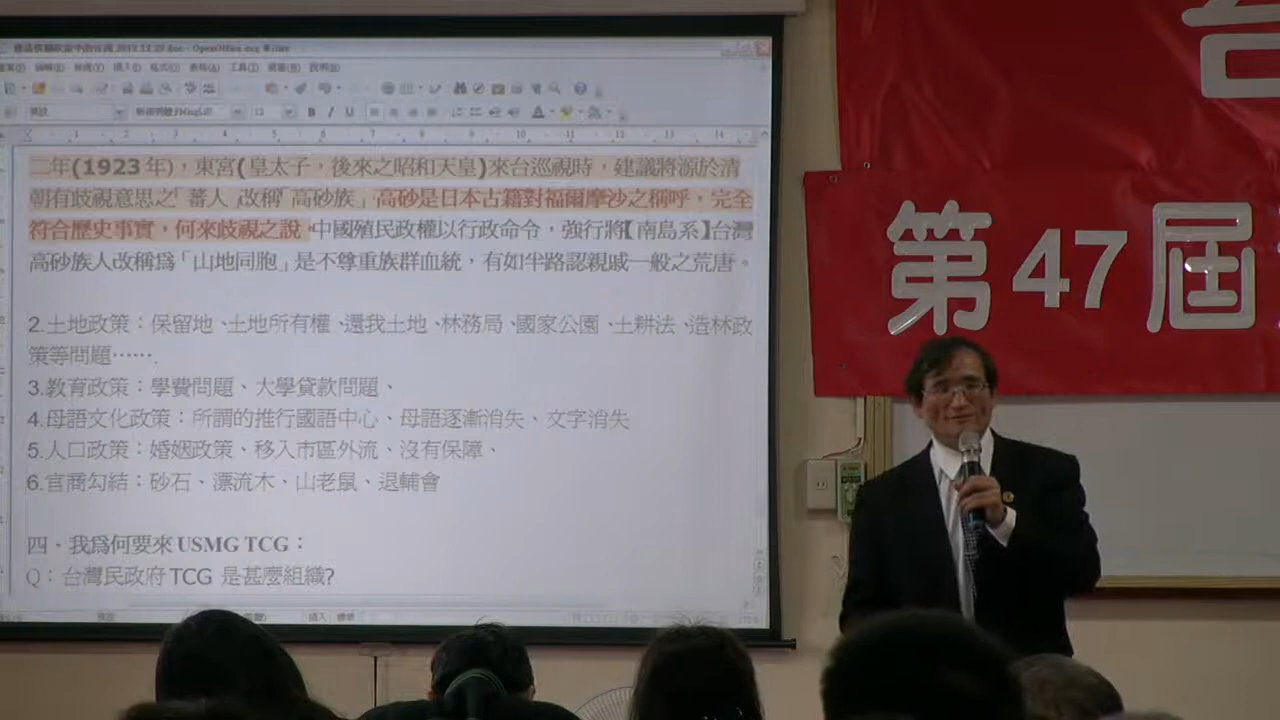 台
第47屆
二年(1923年)，東宮(皇太子，後來之昭和天皇)來台巡視時，建議將源於清
朝有歧視意思之「蕃人」改稱「高砂族」高砂是日本古籍對福爾摩沙之稱呼，完全
符合歷史事實，何來歧視之說 中國殖民政權以行政命令，強行將【南島系】台灣
高砂族人改稱爲「山地同胞」是不尊重族群血統，有如半路認親戚一般之荒唐。
2.土地政策：保留地、土地所有權、還我土地、林務局、國家公園、土耕法、造林政
策等問題…….
3.教育政策：學費問題、大學貸款問題、
4.母語文化政策：所謂的推行國語中心、母語逐漸消失、文字消失
5.人口政策：婚姻政策、移入市區外流、沒有保障、
6.官商勾結：砂石、漂流木、山老鼠、退輔會
四、我爲何要來 USMG TCG：
Q：台灣民政府 TCG 是甚麼組織?